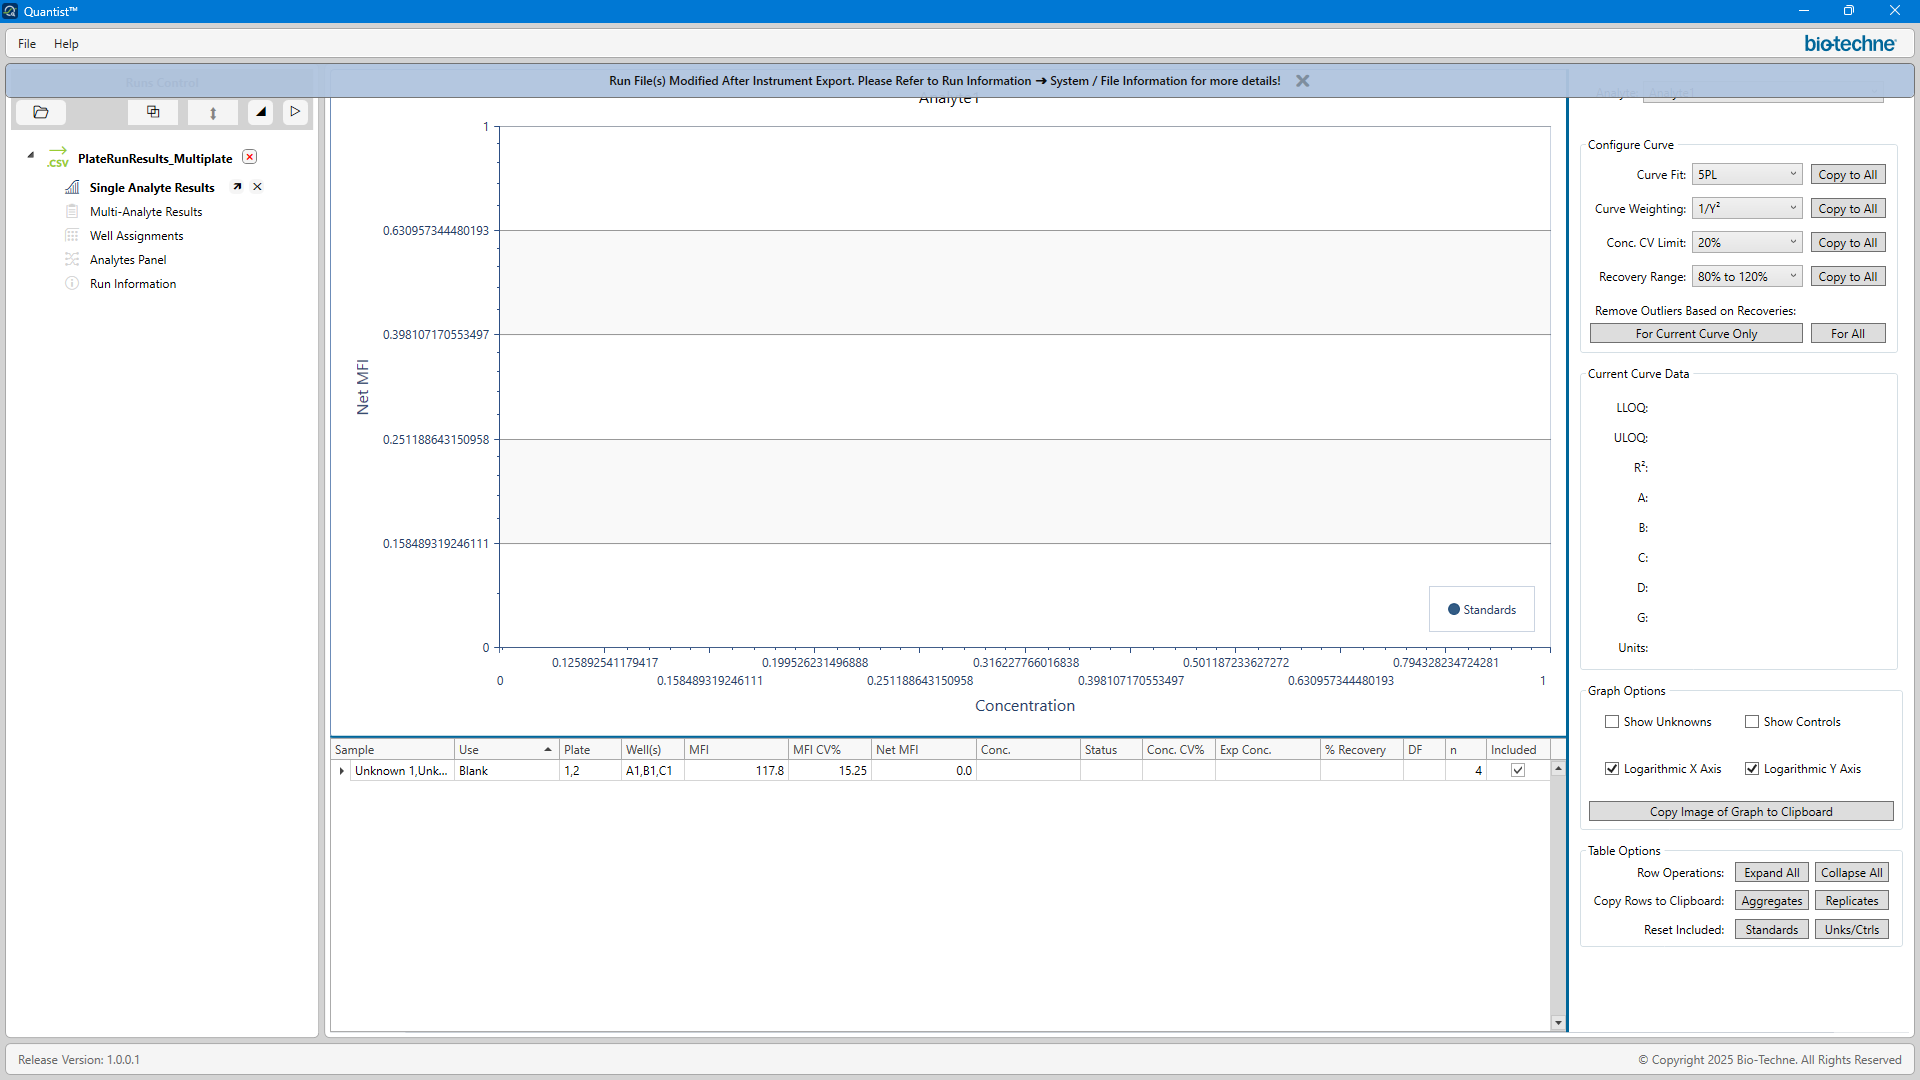 Quantist™
File Help
bio-techne
Runs Control
Run File(s) Modified After Instrument Export. Please Refer to Run Information ➔ System / File Information for more details!
.CSV
PlateRunResults_Multiplate
Single Analyte Results
Multi-Analyte Results
Well Assignments
Analytes Panel
Run Information
Analyte1
Net MFI
1
0.630957344480193
0.398107170553497
0.251188643150958
0.158489319246111
0
Standards
0.125892541179417 0.199526231496888 0.316227766016838 0.501187233627272 0.794328234724281
0 0.158489319246111 0.251188643150958 0.398107170553497 0.630957344480193 1
Concentration
Sample Use Plate Well(s) MFI MFI CV% Net MFI Conc. Status Conc. CV% Exp Conc. % Recovery DF n Included
Unknown 1,Unk... Blank 1,2 A1,B1,C1 117.8 15.25 0.0 4
Analyte: Analyte1
Configure Curve
Curve Fit: 5PL Copy to All
Curve Weighting: 1/Y² Copy to All
Conc. CV Limit: 20% Copy to All
Recovery Range: 80% to 120% Copy to All
Remove Outliers Based on Recoveries:
For Current Curve Only For All
Current Curve Data
LLOQ:
ULOQ:
R²:
A:
B:
C:
D:
G:
Units:
Graph Options
Show Unknowns Show Controls
Logarithmic X Axis Logarithmic Y Axis
Copy Image of Graph to Clipboard
Table Options
Row Operations: Expand All Collapse All
Copy Rows to Clipboard: Aggregates Replicates
Reset Included: Standards Unks/Ctrls
Release Version: 1.0.0.1
© Copyright 2025 Bio-Techne. All Rights Reserved